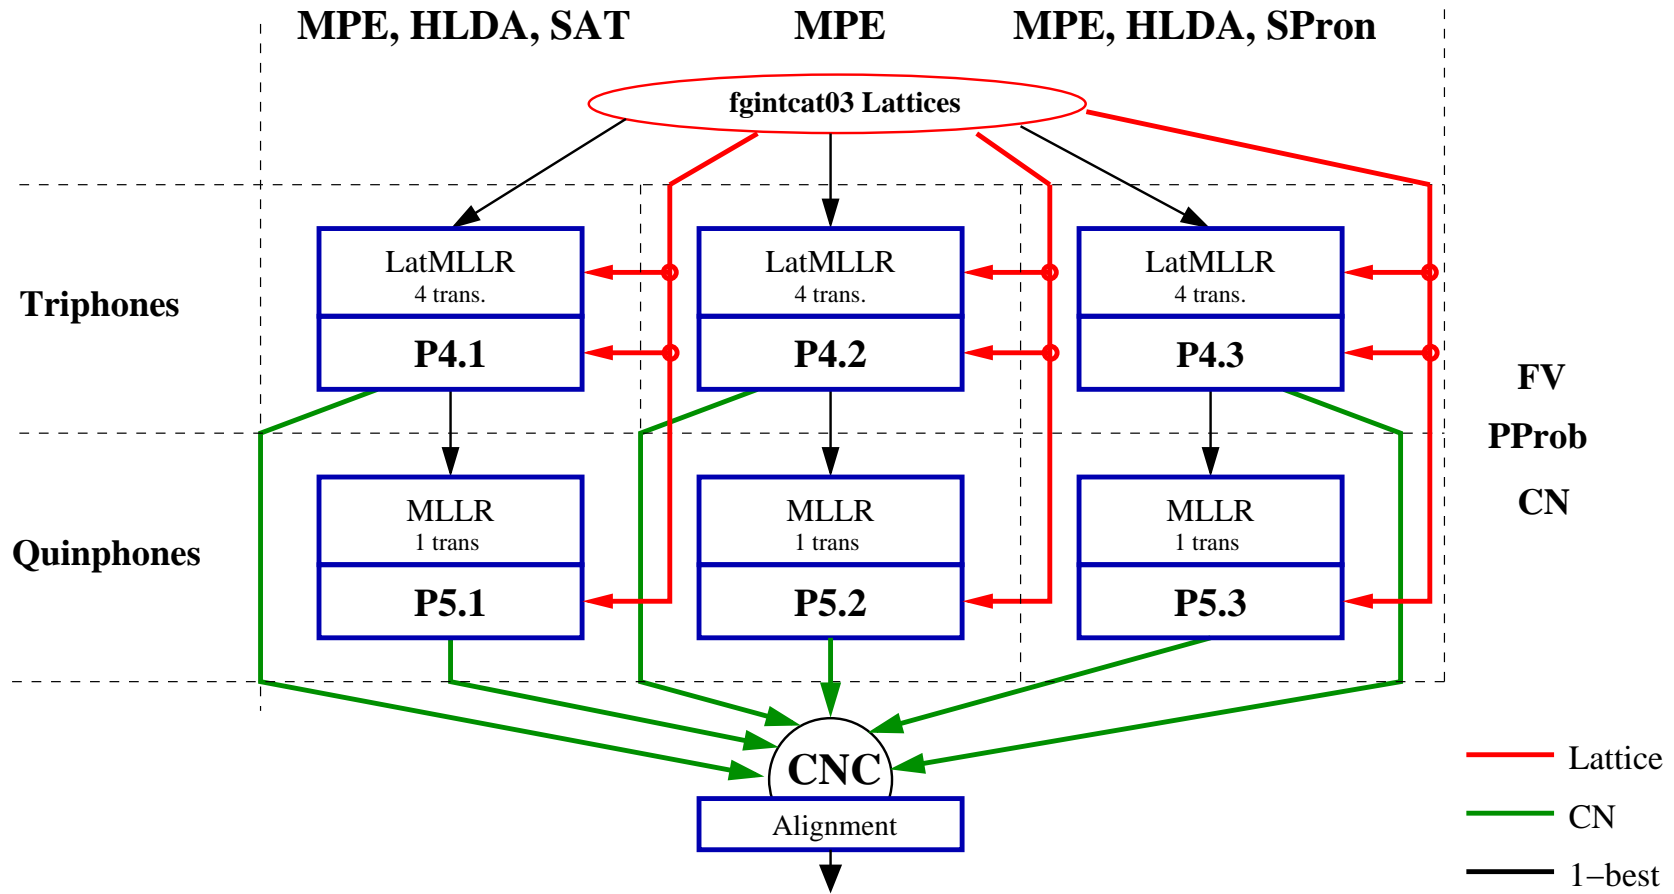 MPE, HLDA, SAT
MPE
MPE, HLDA, SPron
fgintcat03 Lattices
Triphones
LatMLLR
4 trans.
P4.1
LatMLLR
4 trans.
P4.2
LatMLLR
4 trans.
P4.3
FV
PProb
CN
Quinphones
MLLR
1 trans
P5.1
MLLR
1 trans
P5.2
MLLR
1 trans
P5.3
CNC
Alignment
Lattice
CN
1−best